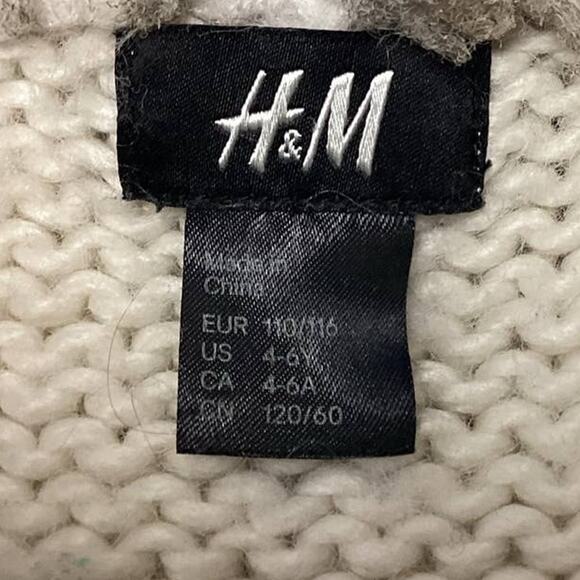 H&M
Made in
China
EUR 110/116
US 4-6Y
CA 4-6A
CN 120/60